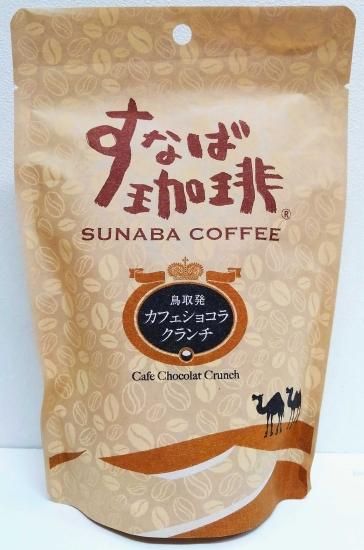 すなば
珈琲®
SUNABA COFFEE
鳥取発
カフェショコラ
クランチ
Cafe Chocolat Crunch